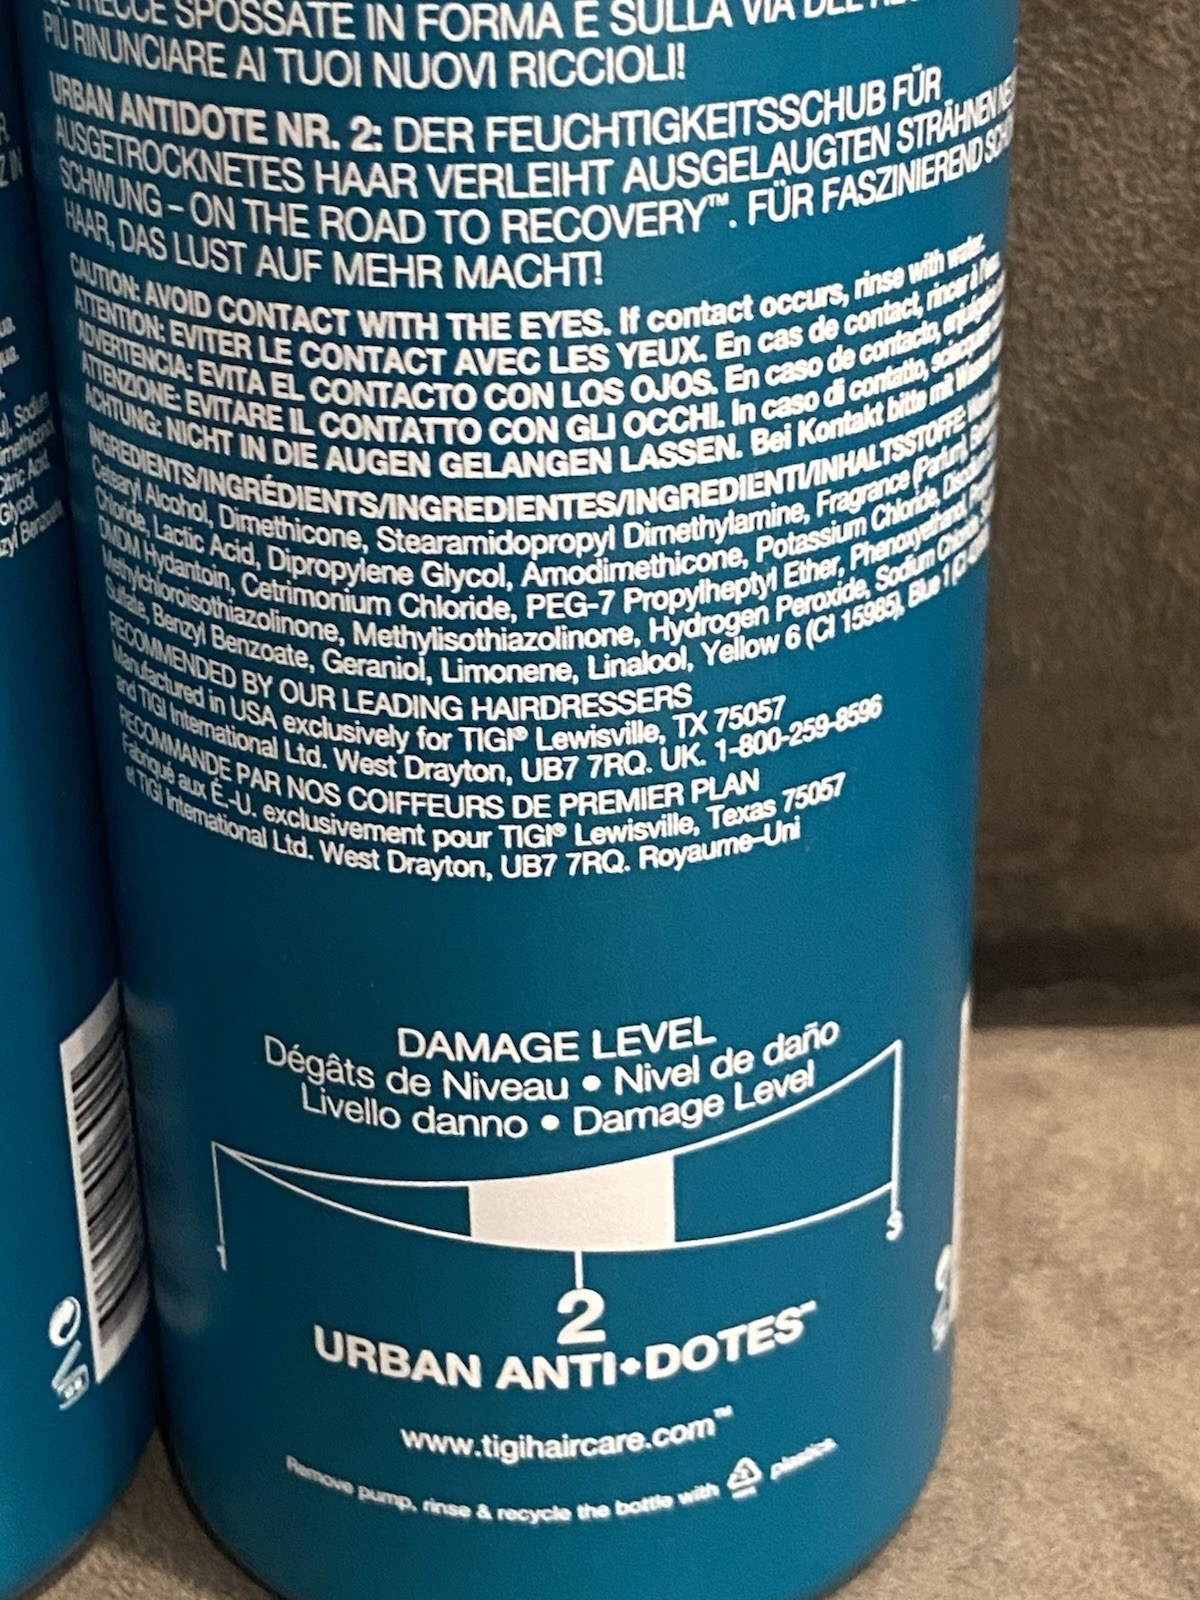 TRECCE SPOSSATE IN FORMA E SULLA VIA
PIÙ RINUNCIARE AI TUOI NUOVI RICCIOLI!
URBAN ANTIDOTE NR. 2: DER FEUCHTIGKEITSSCHUB FÜR
AUSGETROCKNETES HAAR VERLEIHT AUSGELAUGTEN STRÄHNEN
SCHWUNG – ON THE ROAD TO RECOVERY™. FÜR FASZINIEREND
HAAR, DAS LUST AUF MEHR MACHT!
CAUTION: AVOID CONTACT WITH THE EYES. If contact occurs, rinse with water.
ATTENTION: EVITER LE CONTACT AVEC LES YEUX. En cas de contact, rincer à
ADVERTENCIA: EVITA EL CONTACTO CON LOS OJOS. En caso de contacto,
ATTENZIONE: EVITARE IL CONTATTO CON GLI OCCHI. In caso di contatto,
ACHTUNG: NICHT IN DIE AUGEN GELANGEN LASSEN. Bei Kontakt bitte mit
INGREDIENTS/INGRÉDIENTS/INGREDIENTES/INGREDIENTI/INHALTSSTOFFE:
Cetearyl Alcohol, Dimethicone, Stearamidopropyl Dimethylamine, Fragrance (Parfum),
Chloride, Lactic Acid, Dipropylene Glycol, Amodimethicone, Potassium Chloride,
DMDM Hydantoin, Cetrimonium Chloride, PEG-7 Propylheptyl Ether, Phenoxyethanol,
Methylchloroisothiazolinone, Methylisothiazolinone, Hydrogen Peroxide, Sodium Chloride,
Sulfate, Benzyl Benzoate, Geraniol, Limonene, Linalool, Yellow 6 (CI 15985), Blue 1
RECOMMENDED BY OUR LEADING HAIRDRESSERS
Manufactured in USA exclusively for TIGI® Lewisville, TX 75057
and TIGI International Ltd. West Drayton, UB7 7RQ. UK. 1-800-259-8596
RECOMMANDE PAR NOS COIFFEURS DE PREMIER PLAN
Fabriqué aux É.-U. exclusivement pour TIGI® Lewisville, Texas 75057
et TIGI International Ltd. West Drayton, UB7 7RQ. Royaume-Uni
DAMAGE LEVEL
Dégâts de Niveau • Nivel de daño
Livello danno • Damage Level
1
3
2
URBAN ANTI+DOTES™
www.tigihaircare.com™
Remove pump, rinse & recycle the bottle with plastics